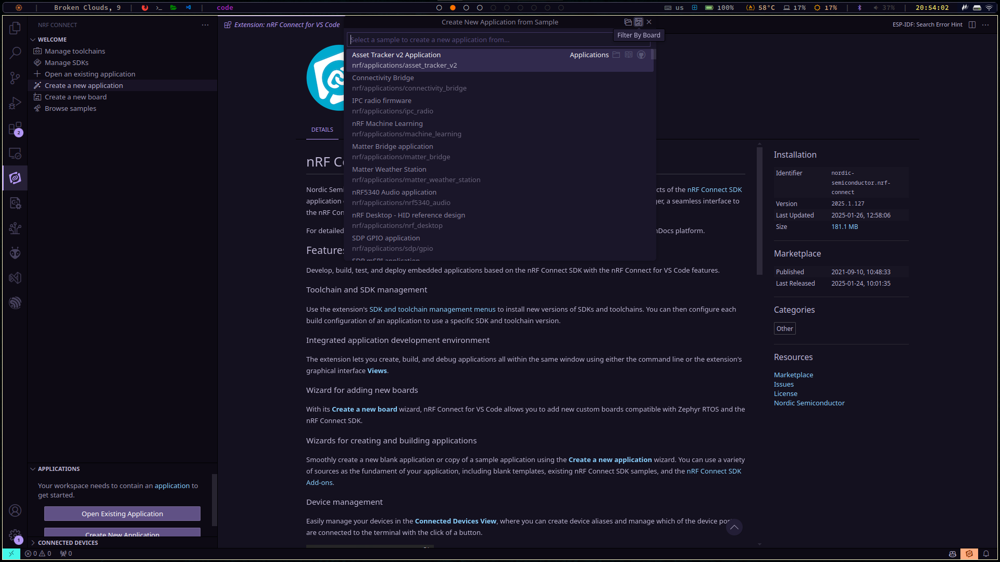 Broken Clouds, 9 | | code
us 100% 58°C 17% 17% | 37% | 20:54:02
NRF CONNECT
WELCOME
Manage toolchains
Manage SDKs
Open an existing application
Create a new application
Create a new board
Browse samples
2
APPLICATIONS
Your workspace needs to contain an application to
get started.
Open Existing Application
Create New Application
CONNECTED DEVICES
1
0 0 0
Extension: nRF Connect for VS Code
ESP-IDF: Search Error Hint
Create New Application from Sample
Filter By Board
Select a sample to create a new application from...
Asset Tracker v2 Application Applications
nrf/applications/asset_tracker_v2
Connectivity Bridge
nrf/applications/connectivity_bridge
IPC radio firmware
nrf/applications/ipc_radio
nRF Machine Learning
nrf/applications/machine_learning
Matter Bridge application
nrf/applications/matter_bridge
Matter Weather Station
nrf/applications/matter_weather_station
nRF5340 Audio application
nrf/applications/nrf5340_audio
nRF Desktop - HID reference design
nrf/applications/nrf_desktop
SDP GPIO application
nrf/applications/sdp/gpio
SDP mSPI application
DETAILS
nRF C
Nordic Semi cts of the nRF Connect SDK
application ger, a seamless interface to
the nRF Con
For detailed nDocs platform.
Features
Develop, build, test, and deploy embedded applications based on the nRF Connect SDK with the nRF Connect for VS Code features.
Toolchain and SDK management
Use the extension's SDK and toolchain management menus to install new versions of SDKs and toolchains. You can then configure each
build configuration of an application to use a specific SDK and toolchain version.
Integrated application development environment
The extension lets you create, build, and debug applications all within the same window using either the command line or the extension's
graphical interface Views.
Wizard for adding new boards
With its Create a new board wizard, nRF Connect for VS Code allows you to add new custom boards compatible with Zephyr RTOS and the
nRF Connect SDK.
Wizards for creating and building applications
Smoothly create a new blank application or copy of a sample application using the Create a new application wizard. You can use a variety
of sources as the fundament of your application, including blank templates, existing nRF Connect SDK samples, and the nRF Connect SDK
Add-ons.
Device management
Easily manage your devices in the Connected Devices View, where you can create device aliases and manage which of the device por
are connected to the terminal with the click of a button.
Installation
Identifier nordic-
semiconductor.nrf-
connect
Version 2025.1.127
Last Updated 2025-01-26, 12:58:06
Size 181.1 MB
Marketplace
Published 2021-09-10, 10:48:33
Last Released 2025-01-24, 10:01:35
Categories
Other
Resources
Marketplace
Issues
License
Nordic Semiconductor